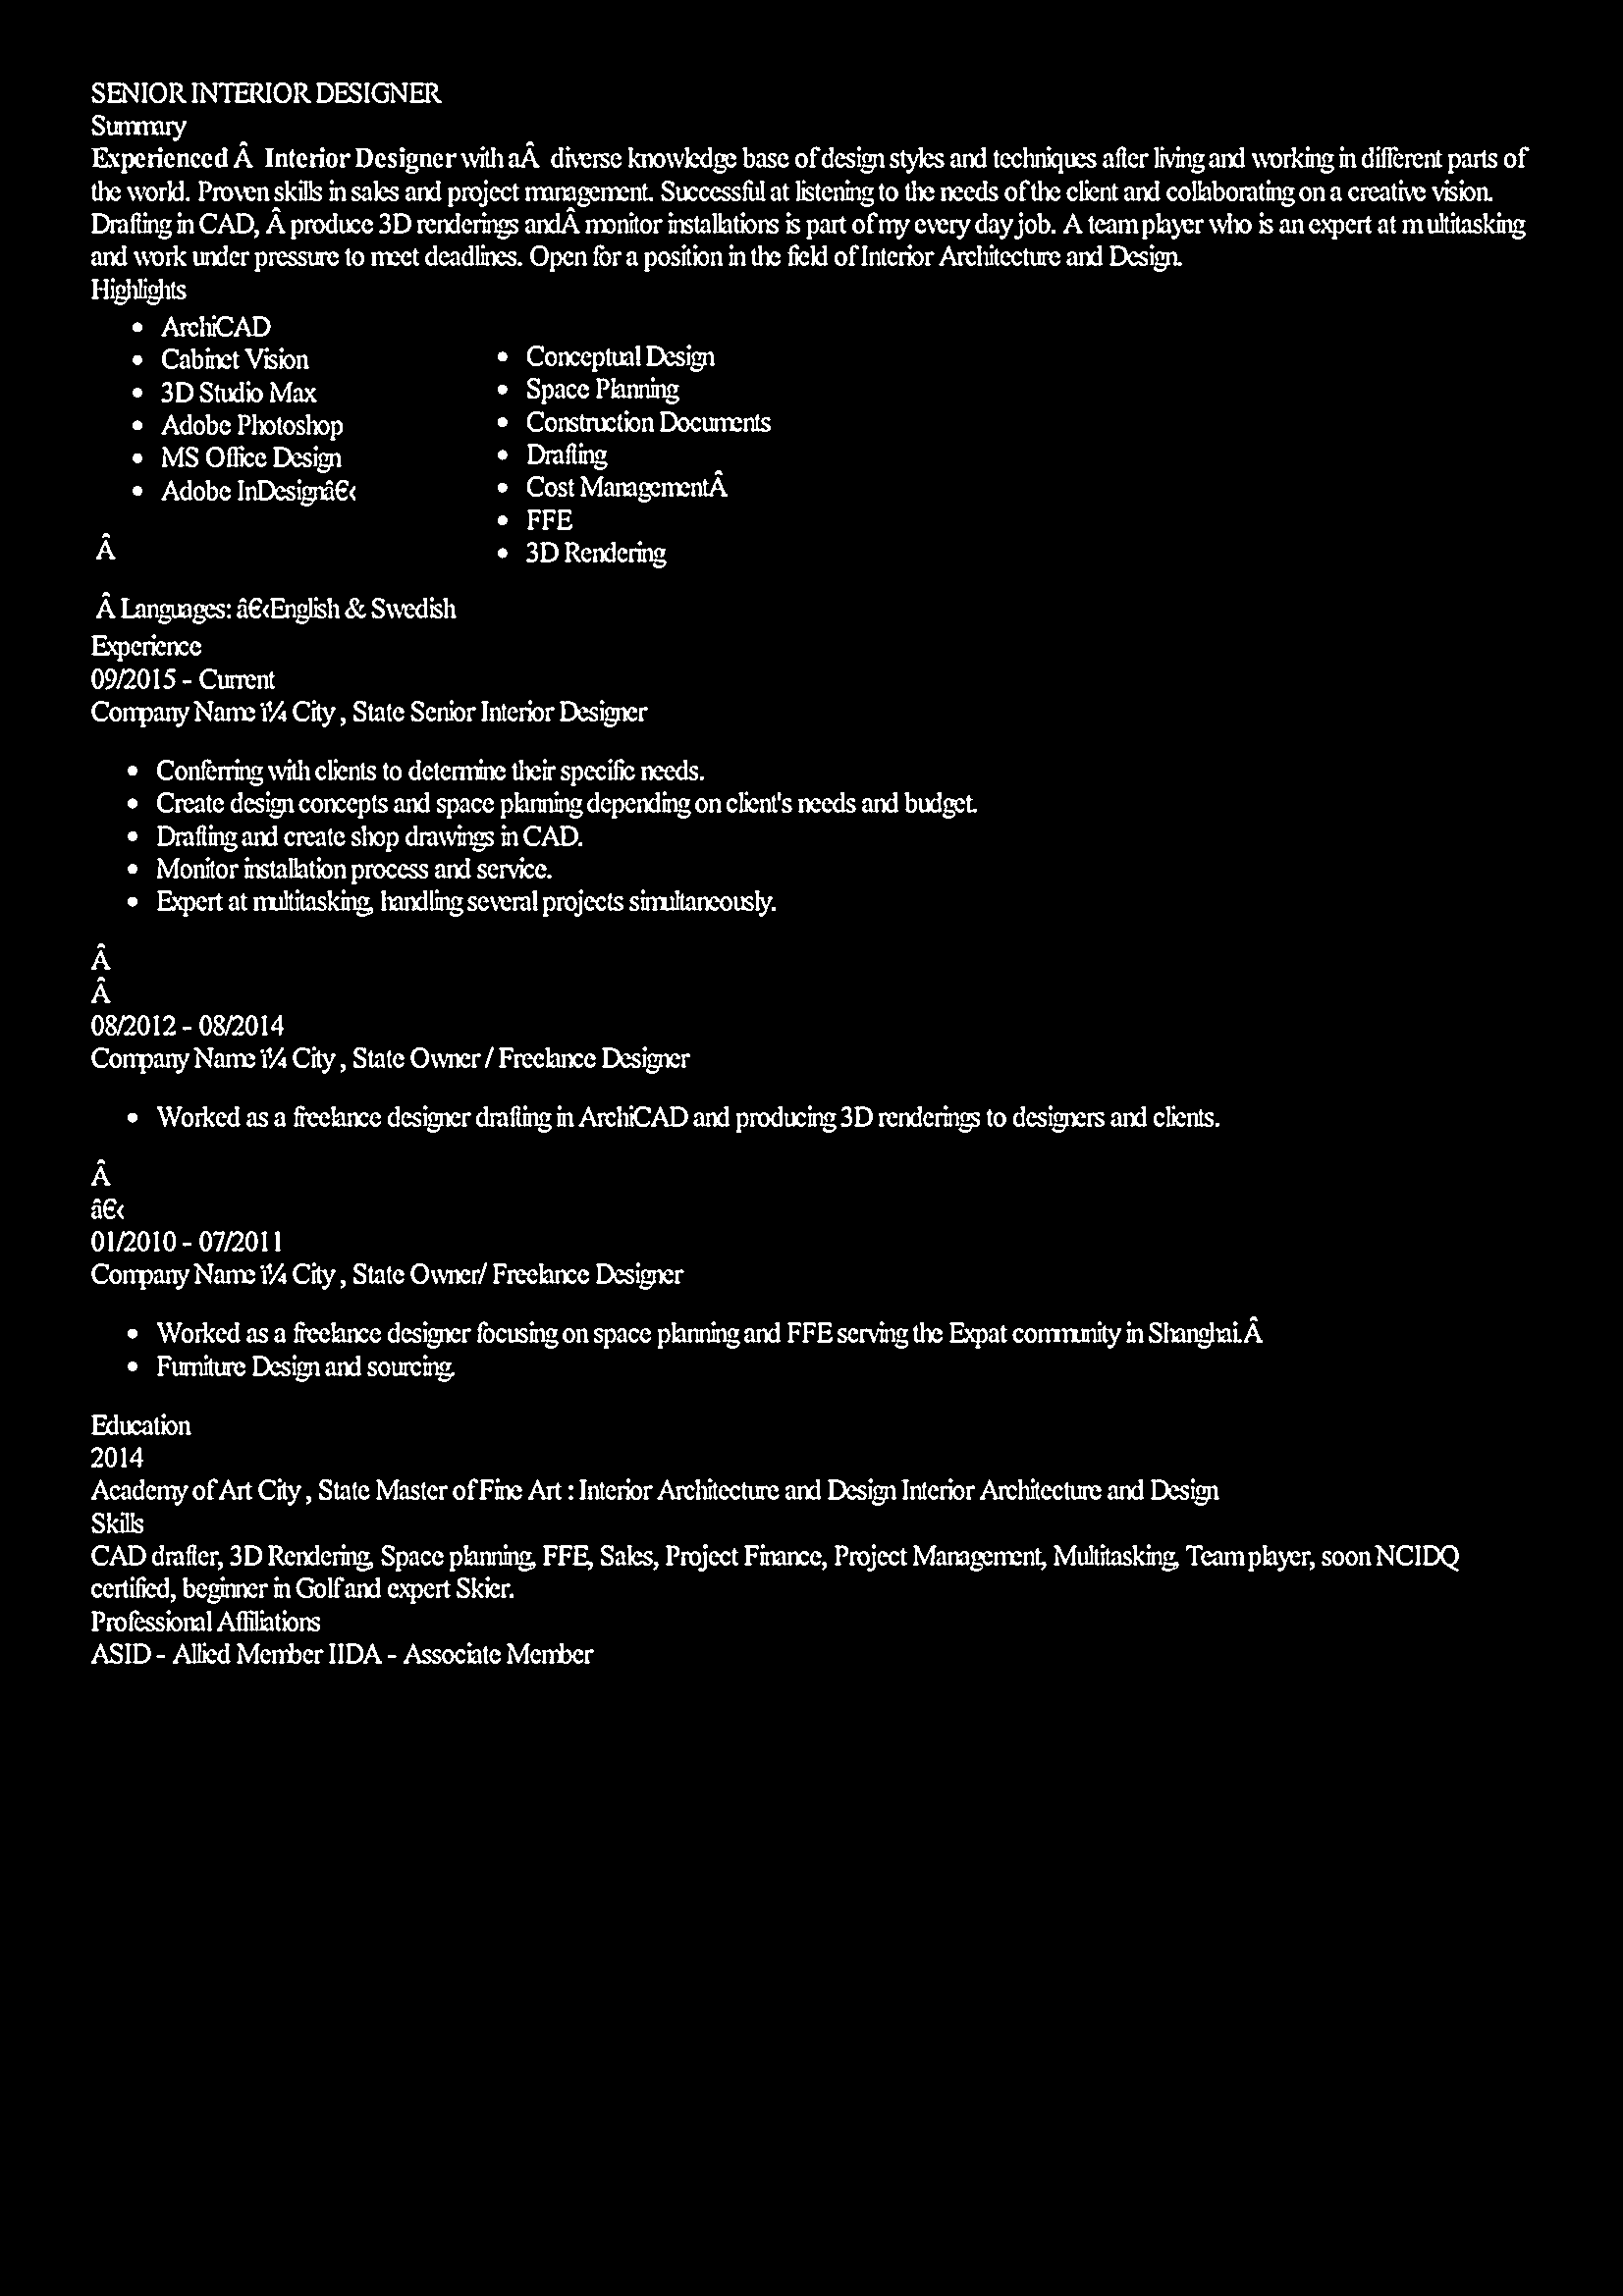 SENIOR INTERIOR DESIGNER
Summary
Experienced Â  Interior Designer with aÂ  diverse knowledge base of design styles and techniques after living and working in different parts of
the world. Proven skills in sales and project management. Successful at listening to the needs of the client and collaborating on a creative vision.
Drafting in CAD, Â produce 3D renderings andÂ monitor installations is part of my every day job. A team player who is an expert at multitasking
and work under pressure to meet deadlines. Open for a position in the field of Interior Architecture and Design.
Highlights
• ArchiCAD
• Cabinet Vision
• 3D Studio Max
• Adobe Photoshop
• MS Office Design
• Adobe InDesignâ€‹
Â
• Conceptual Design
• Space Planning
• Construction Documents
• Drafting
• Cost ManagementÂ
• FFE
• 3D Rendering
Â Languages: â€‹English & Swedish
Experience
09/2015 - Current
Company Name ï¼ City , State Senior Interior Designer
• Conferring with clients to determine their specific needs.
• Create design concepts and space planning depending on client's needs and budget.
• Drafting and create shop drawings in CAD.
• Monitor installation process and service.
• Expert at multitasking, handling several projects simultaneously.
Â
Â
08/2012 - 08/2014
Company Name ï¼ City , State Owner / Freelance Designer
• Worked as a freelance designer drafting in ArchiCAD and producing 3D renderings to designers and clients.
Â
â€‹
01/2010 - 07/2011
Company Name ï¼ City , State Owner/ Freelance Designer
• Worked as a freelance designer focusing on space planning and FFE serving the Expat community in Shanghai.Â
• Furniture Design and sourcing.
Education
2014
Academy of Art City , State Master of Fine Art : Interior Architecture and Design Interior Architecture and Design
Skills
CAD drafter, 3D Rendering, Space planning, FFE, Sales, Project Finance, Project Management, Multitasking, Team player, soon NCIDQ
certified, beginner in Golf and expert Skier.
Professional Affiliations
ASID - Allied Member IIDA - Associate Member